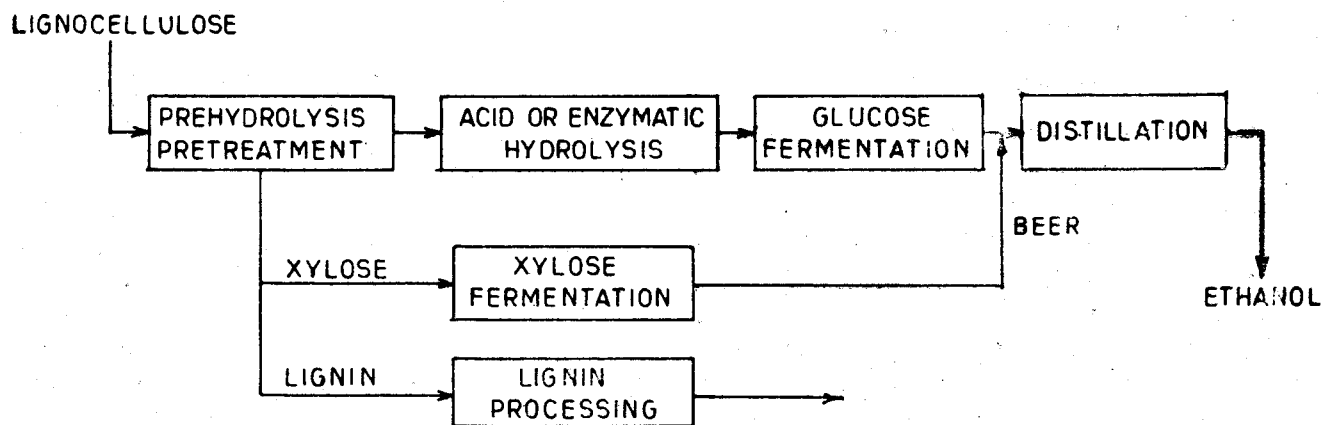 LIGNOCELLULOSE
PREHYDROLYSIS
PRETREATMENT
ACID OR ENZYMATIC
HYDROLYSIS
GLUCOSE
FERMENTATION
DISTILLATION
BEER
XYLOSE
XYLOSE
FERMENTATION
ETHANOL
LIGNIN
LIGNIN
PROCESSING